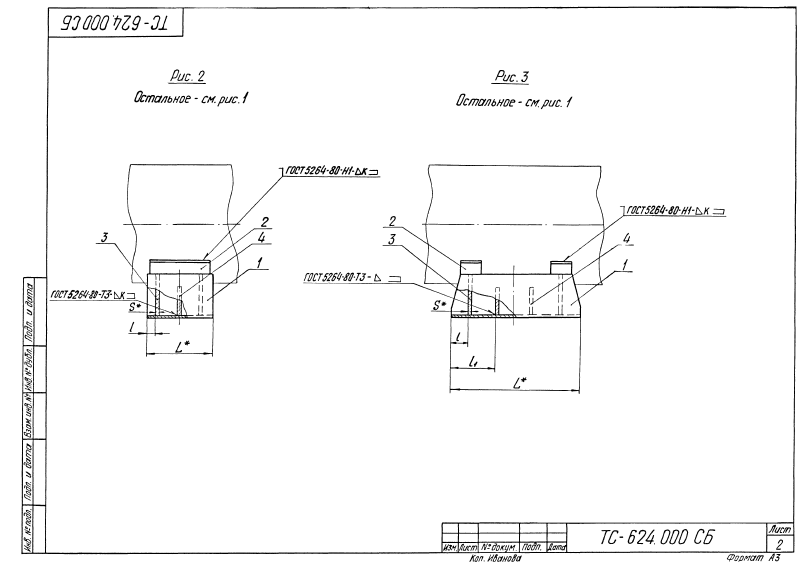 ТС-624.000 СБ
Рис. 2
Остальное - см. рис. 1
ГОСТ 5264-80-Н1-◺К ⊐
2
3
4
1
ГОСТ 5264-80-Т3-◺К ⊐
S*
l
L*
Рис. 3
Остальное - см. рис. 1
ГОСТ 5264-80-Н1-◺К ⊐
2
3
4
1
ГОСТ 5264-80-Т3-◺ ⊐
S*
l
l₁
L*
Подп. и дата
Инв. № дубл.
Взам. инв. №
Подп. и дата
Инв. № подл.
Изм. Лист № докум. Подп. Дата
ТС-624.000 СБ
Лист
2
Коп. Иванова
Формат А3